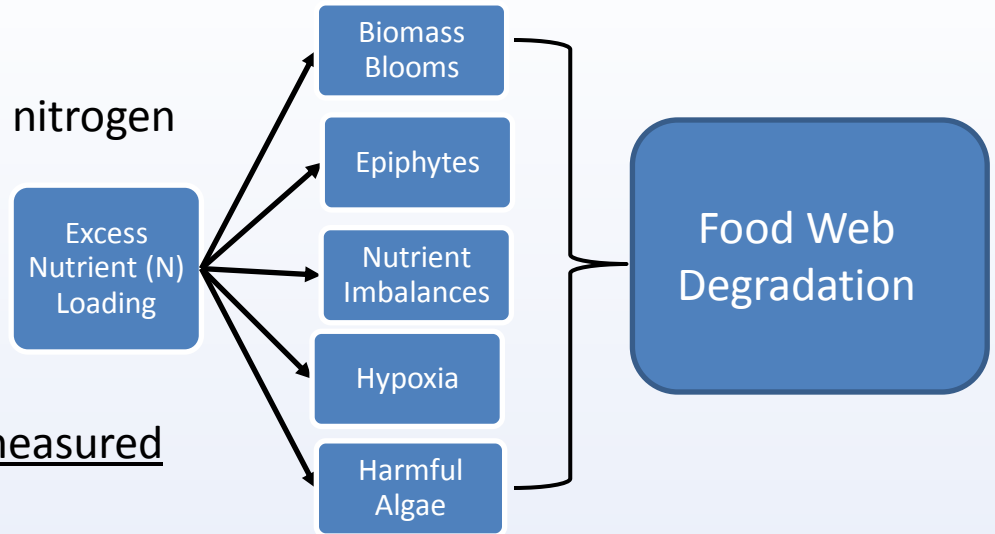 nitrogen
Excess
Nutrient (N)
Loading
Biomass
Blooms
Epiphytes
Nutrient
Imbalances
Hypoxia
Harmful
Algae
Food Web
Degradation